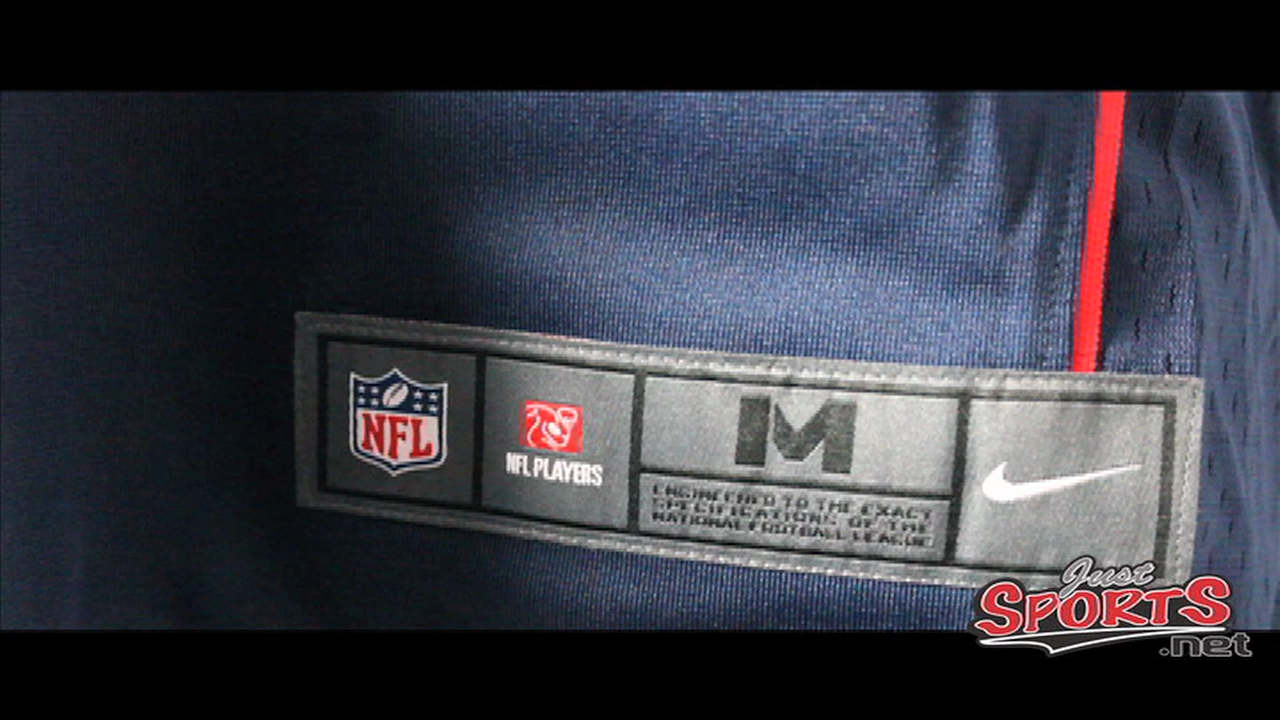 NFL
NFL PLAYERS
M
ENGINEERED TO THE EXACT
SPECIFICATIONS OF THE
NATIONAL FOOTBALL LEAGUE
Just
SPORTS
.net